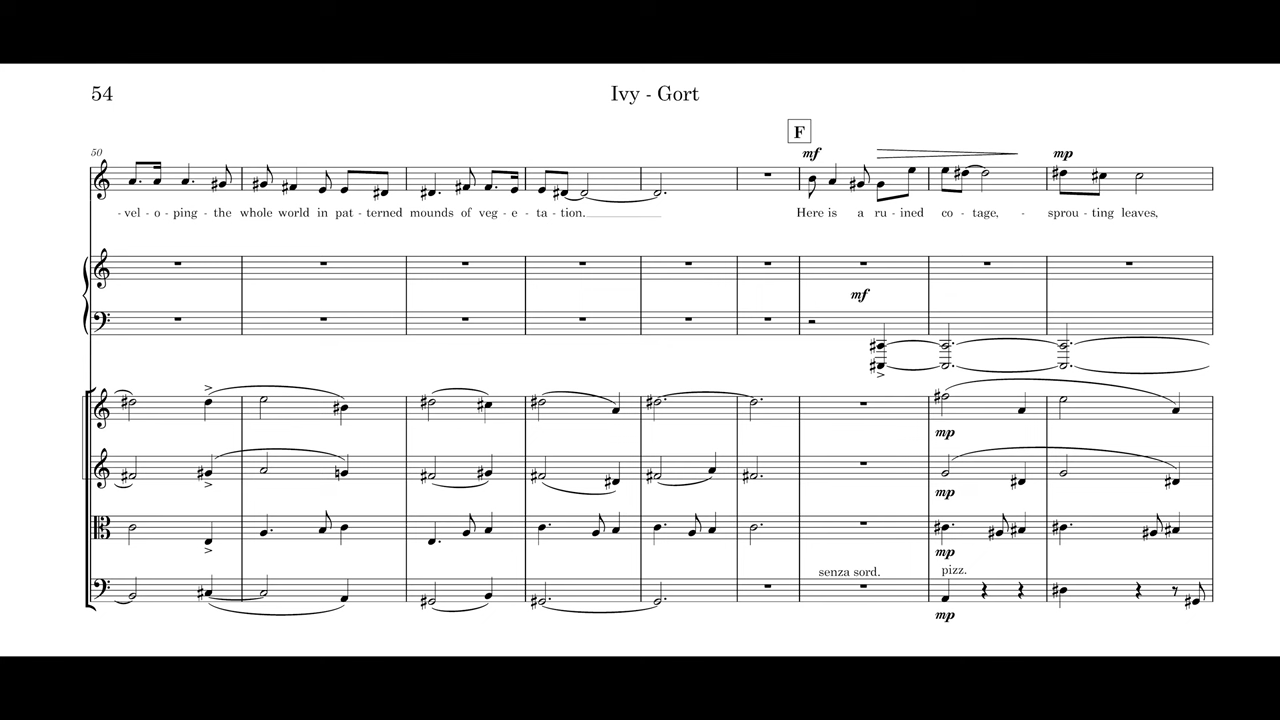 54
Ivy - Gort
F
50
mf
mp
- vel - o - ping - the whole world in pat - terned mounds of veg - e - ta - tion.
Here is a ru - ined co - tage, - sprou - ting leaves,
mf
mp
mp
mp
senza sord.
pizz.
mp